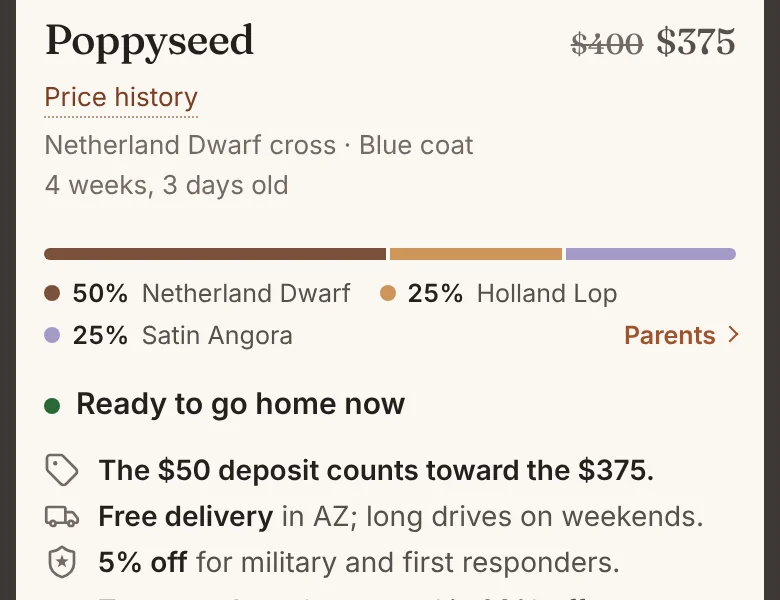 Poppyseed $400 $375
Price history
Netherland Dwarf cross · Blue coat
4 weeks, 3 days old
50% Netherland Dwarf 25% Holland Lop
25% Satin Angora Parents
Ready to go home now
The $50 deposit counts toward the $375.
Free delivery in AZ; long drives on weekends.
5% off for military and first responders.